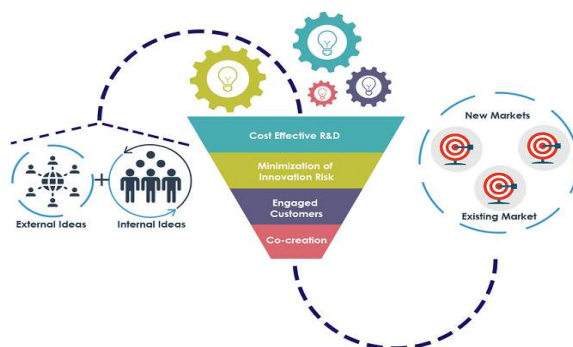 Cost Effective R&D
Minimization of
Innovation Risk
Engaged
Customers
Co-creation
External Ideas
+
Internal Ideas
New Markets
Existing Market